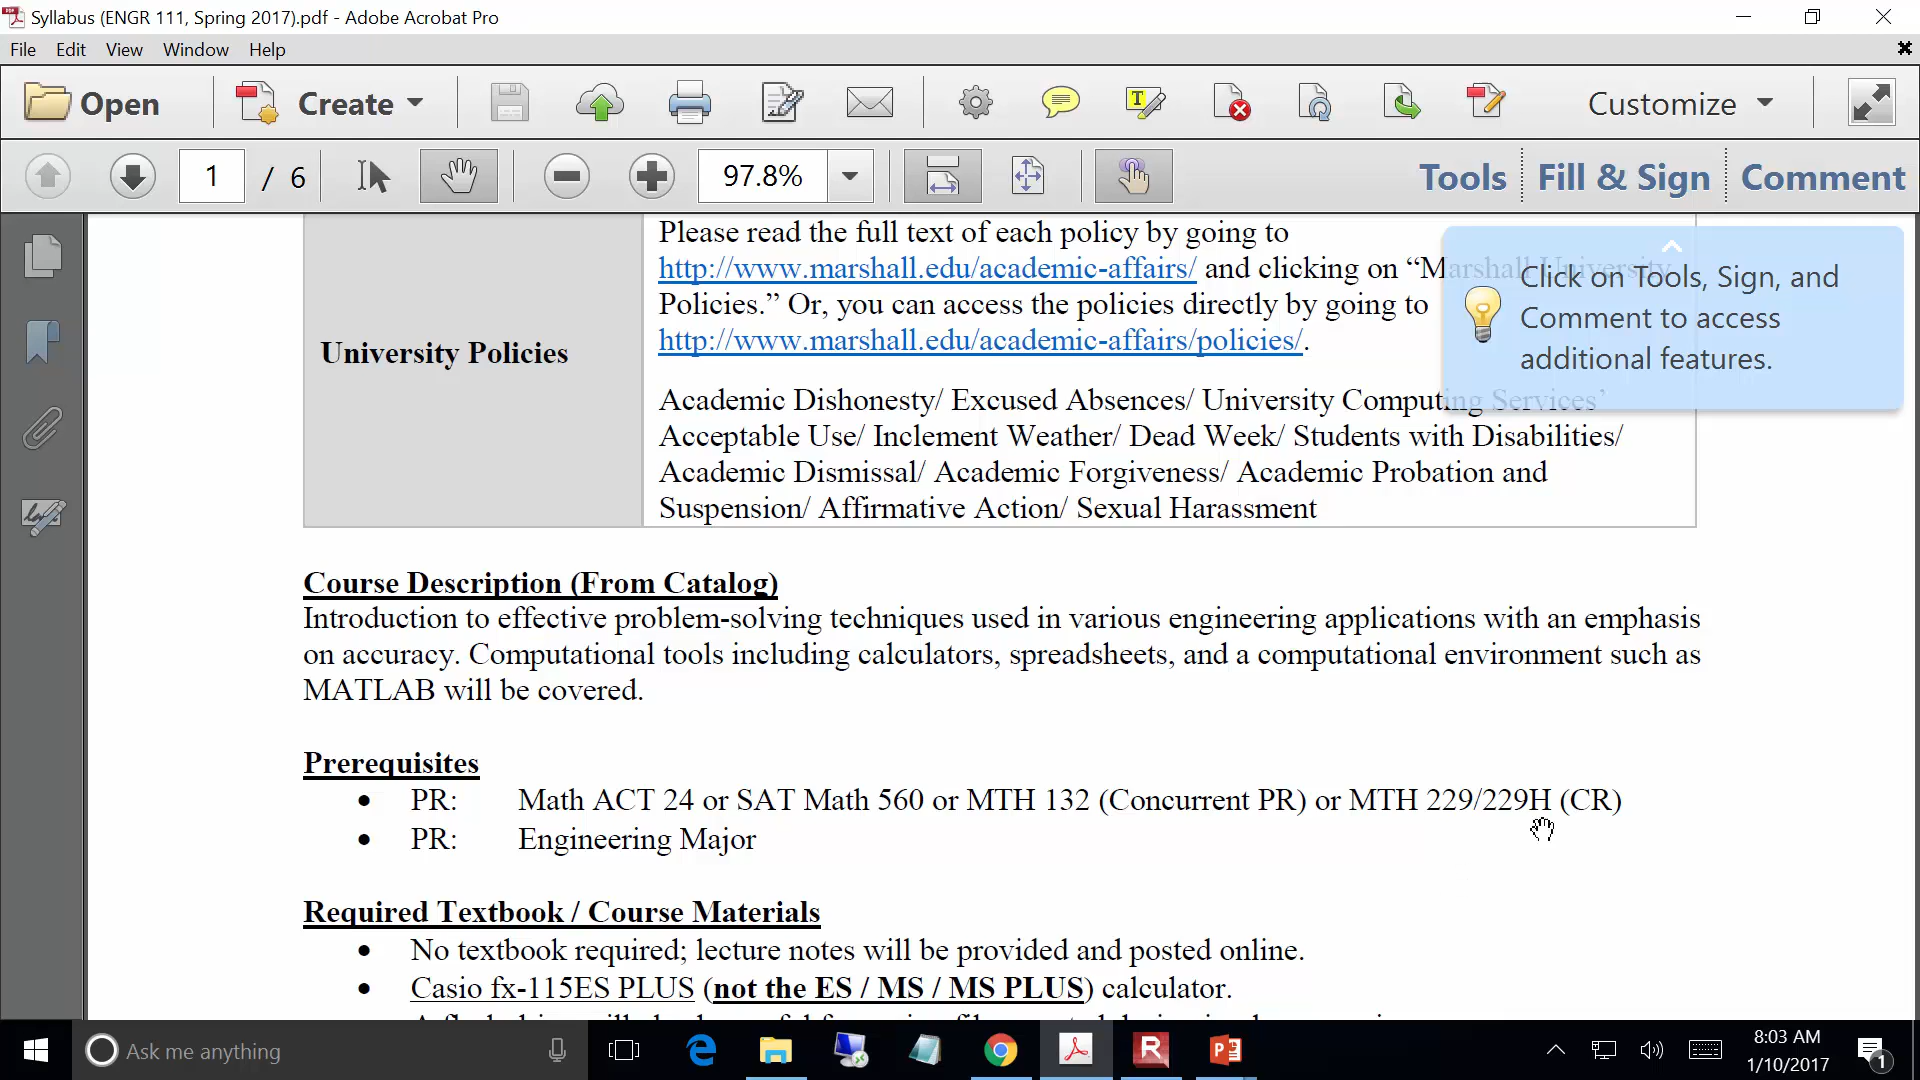 Syllabus (ENGR 111, Spring 2017).pdf - Adobe Acrobat Pro
File Edit View Window Help
Open Create Customize
1 / 6 97.8% Tools Fill & Sign Comment
Please read the full text of each policy by going to
http://www.marshall.edu/academic-affairs/ and clicking on “Marshall University
Policies.” Or, you can access the policies directly by going to
http://www.marshall.edu/academic-affairs/policies/.
University Policies
Click on Tools, Sign, and
Comment to access
additional features.
Academic Dishonesty/ Excused Absences/ University Computing Services’
Acceptable Use/ Inclement Weather/ Dead Week/ Students with Disabilities/
Academic Dismissal/ Academic Forgiveness/ Academic Probation and
Suspension/ Affirmative Action/ Sexual Harassment
Course Description (From Catalog)
Introduction to effective problem-solving techniques used in various engineering applications with an emphasis
on accuracy. Computational tools including calculators, spreadsheets, and a computational environment such as
MATLAB will be covered.
Prerequisites
• PR: Math ACT 24 or SAT Math 560 or MTH 132 (Concurrent PR) or MTH 229/229H (CR)
• PR: Engineering Major
Required Textbook / Course Materials
• No textbook required; lecture notes will be provided and posted online.
• Casio fx-115ES PLUS (not the ES / MS / MS PLUS) calculator.
Ask me anything
8:03 AM
1/10/2017
1